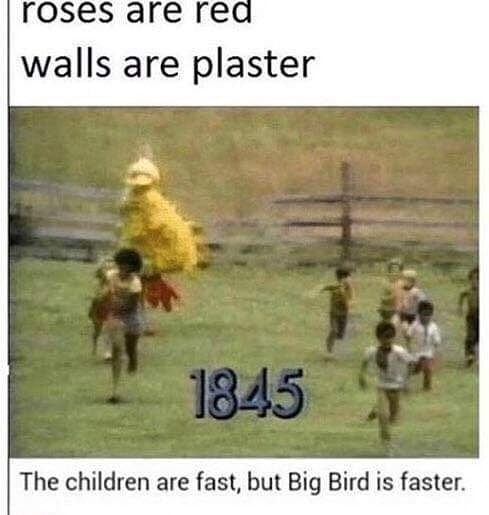 roses are red
walls are plaster
1845
The children are fast, but Big Bird is faster.